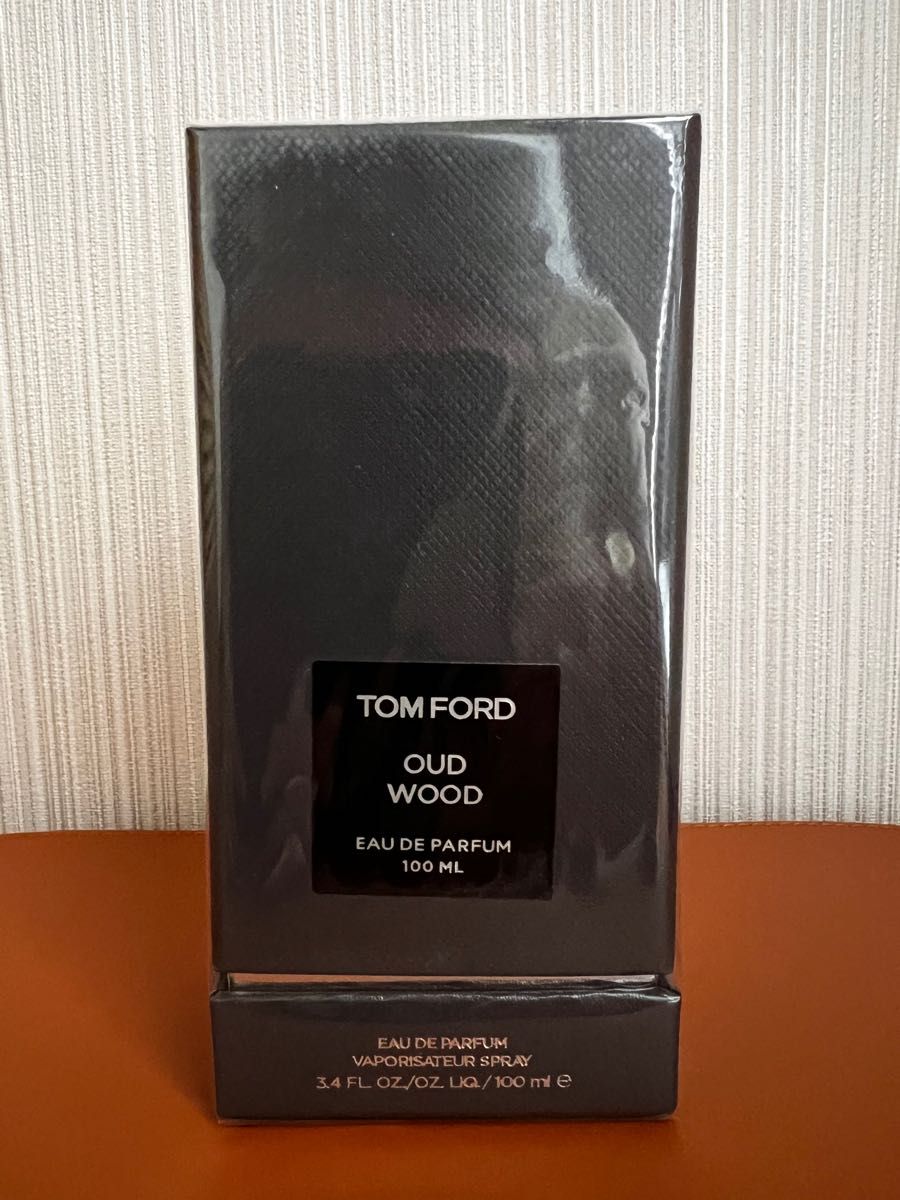 TOM FORD
OUD
WOOD
EAU DE PARFUM
100 ML
EAU DE PARFUM
VAPORISATEUR SPRAY
3.4 FL. OZ./OZ. LIQ. / 100 ml ℮